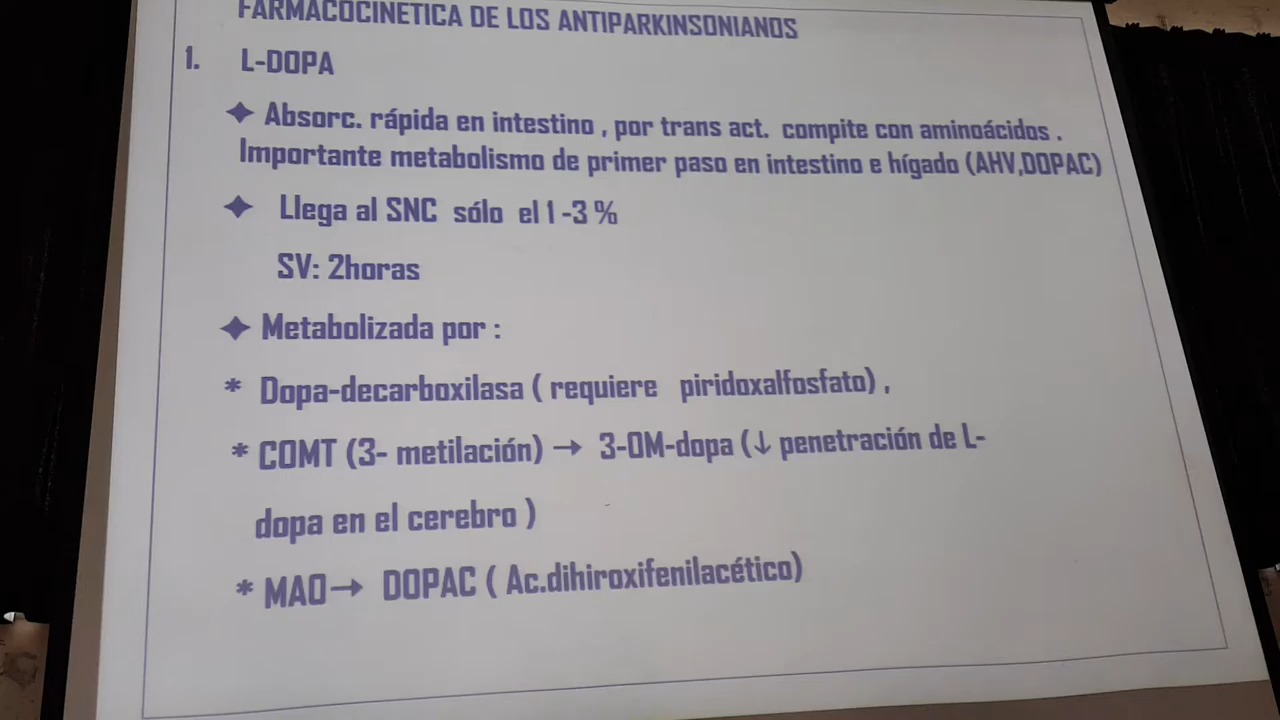 FARMACOCINETICA DE LOS ANTIPARKINSONIANOS
1. L-DOPA
✦ Absorc. rápida en intestino , por trans act. compite con aminoácidos .
Importante metabolismo de primer paso en intestino e hígado (AHV,DOPAC)
✦ Llega al SNC sólo el 1 -3 %
SV: 2horas
✦ Metabolizada por :
* Dopa-decarboxilasa ( requiere piridoxalfosfato) ,
* COMT (3- metilación) → 3-OM-dopa (↓ penetración de L-
dopa en el cerebro )
* MAO→ DOPAC ( Ac.dihiroxifenilacético)